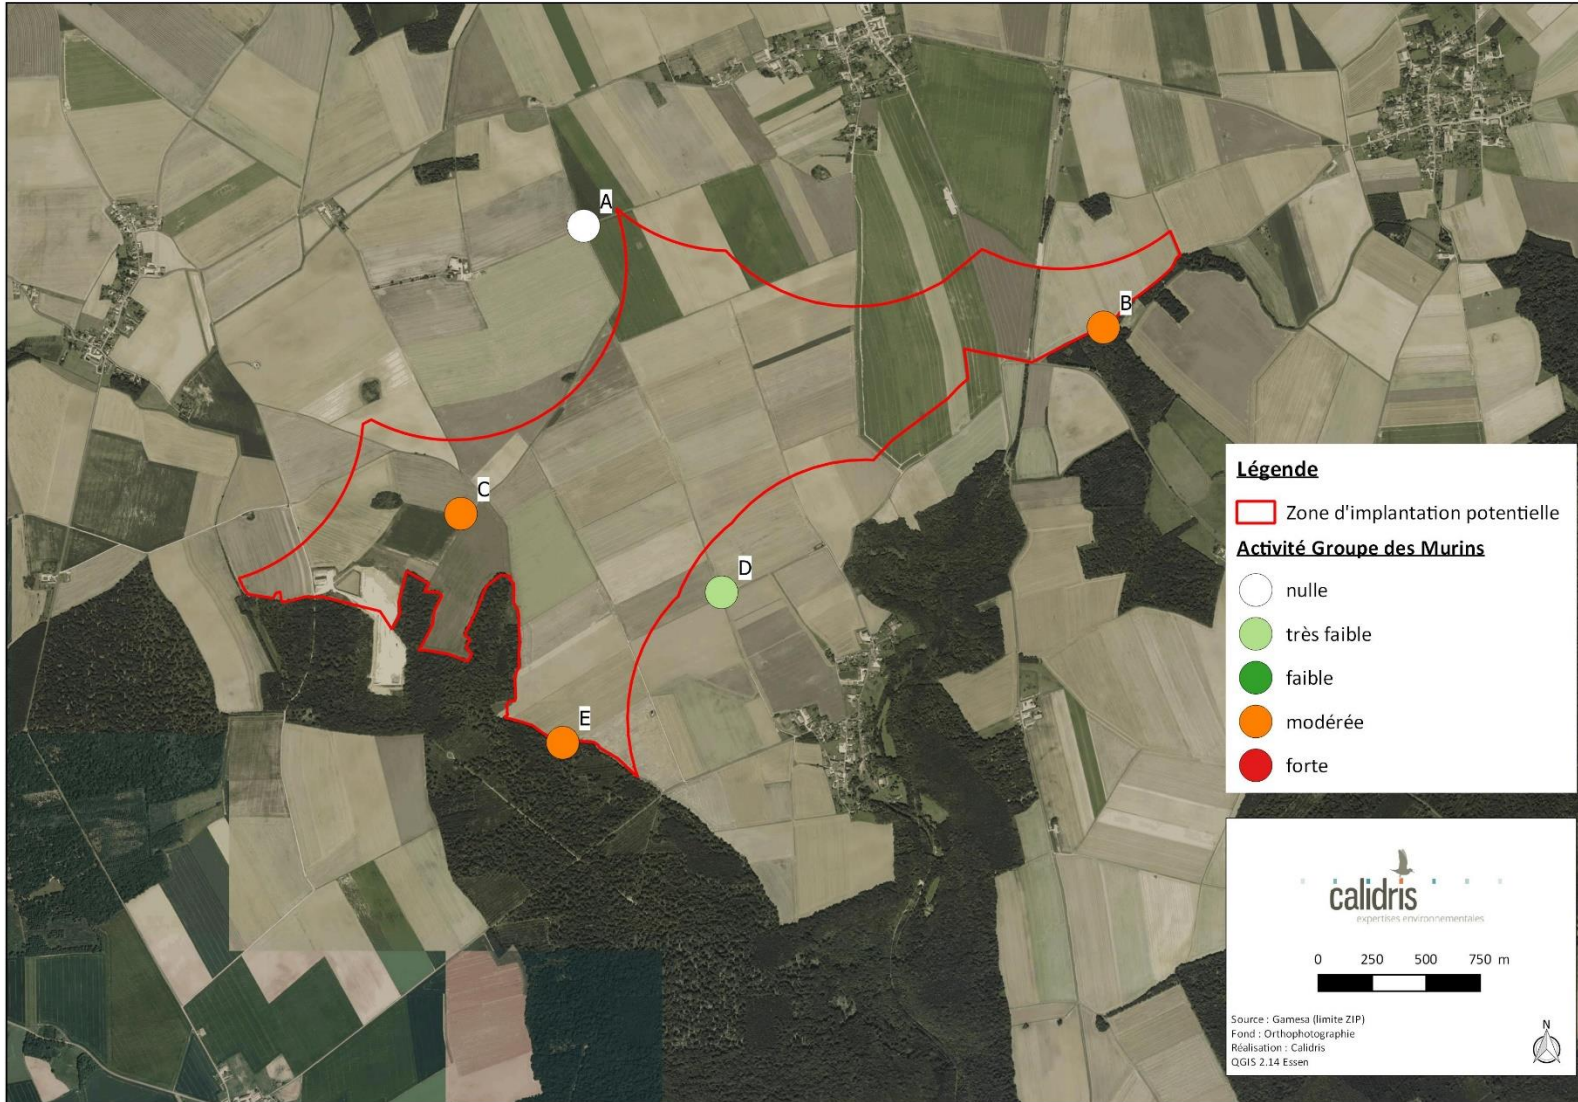 A
B
C
D
E
Légende
Zone d'implantation potentielle
Activité Groupe des Murins
nulle
très faible
faible
modérée
forte
calidris
expertises environnementales
0 250 500 750 m
Source : Gamesa (limite ZIP)
Fond : Orthophotographie
Réalisation : Calidris
QGIS 2.14 Essen
N